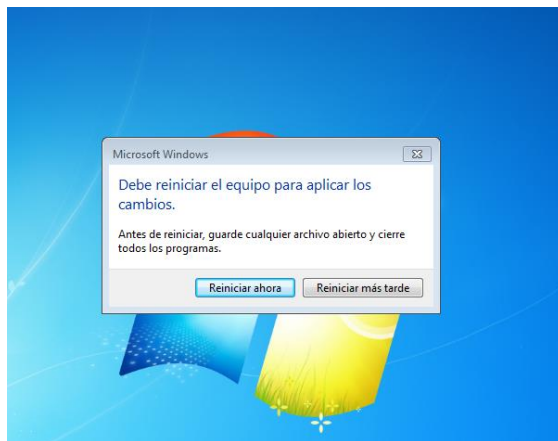 Microsoft Windows
Debe reiniciar el equipo para aplicar los
cambios.
Antes de reiniciar, guarde cualquier archivo abierto y cierre
todos los programas.
Reiniciar ahora
Reiniciar más tarde